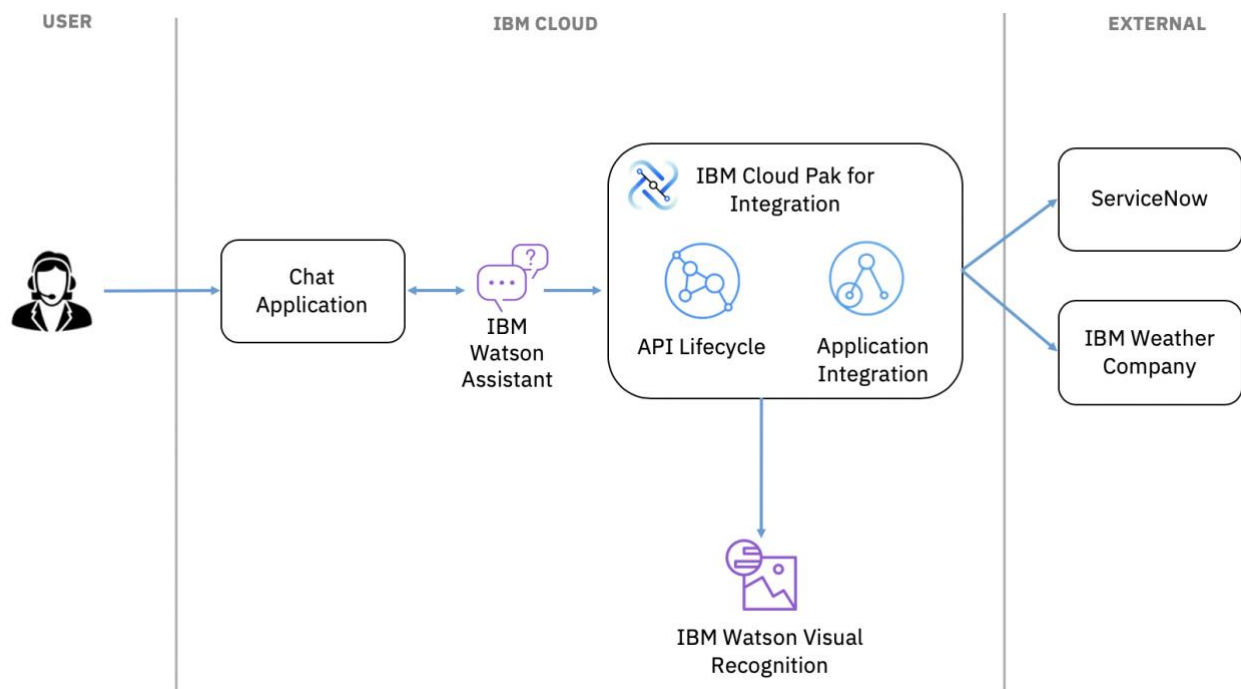 USER
IBM CLOUD
EXTERNAL
IBM Cloud Pak for
Integration
ServiceNow
Chat
Application
?
IBM
Watson
Assistant
API Lifecycle
Application
Integration
IBM Weather
Company
IBM Watson Visual
Recognition